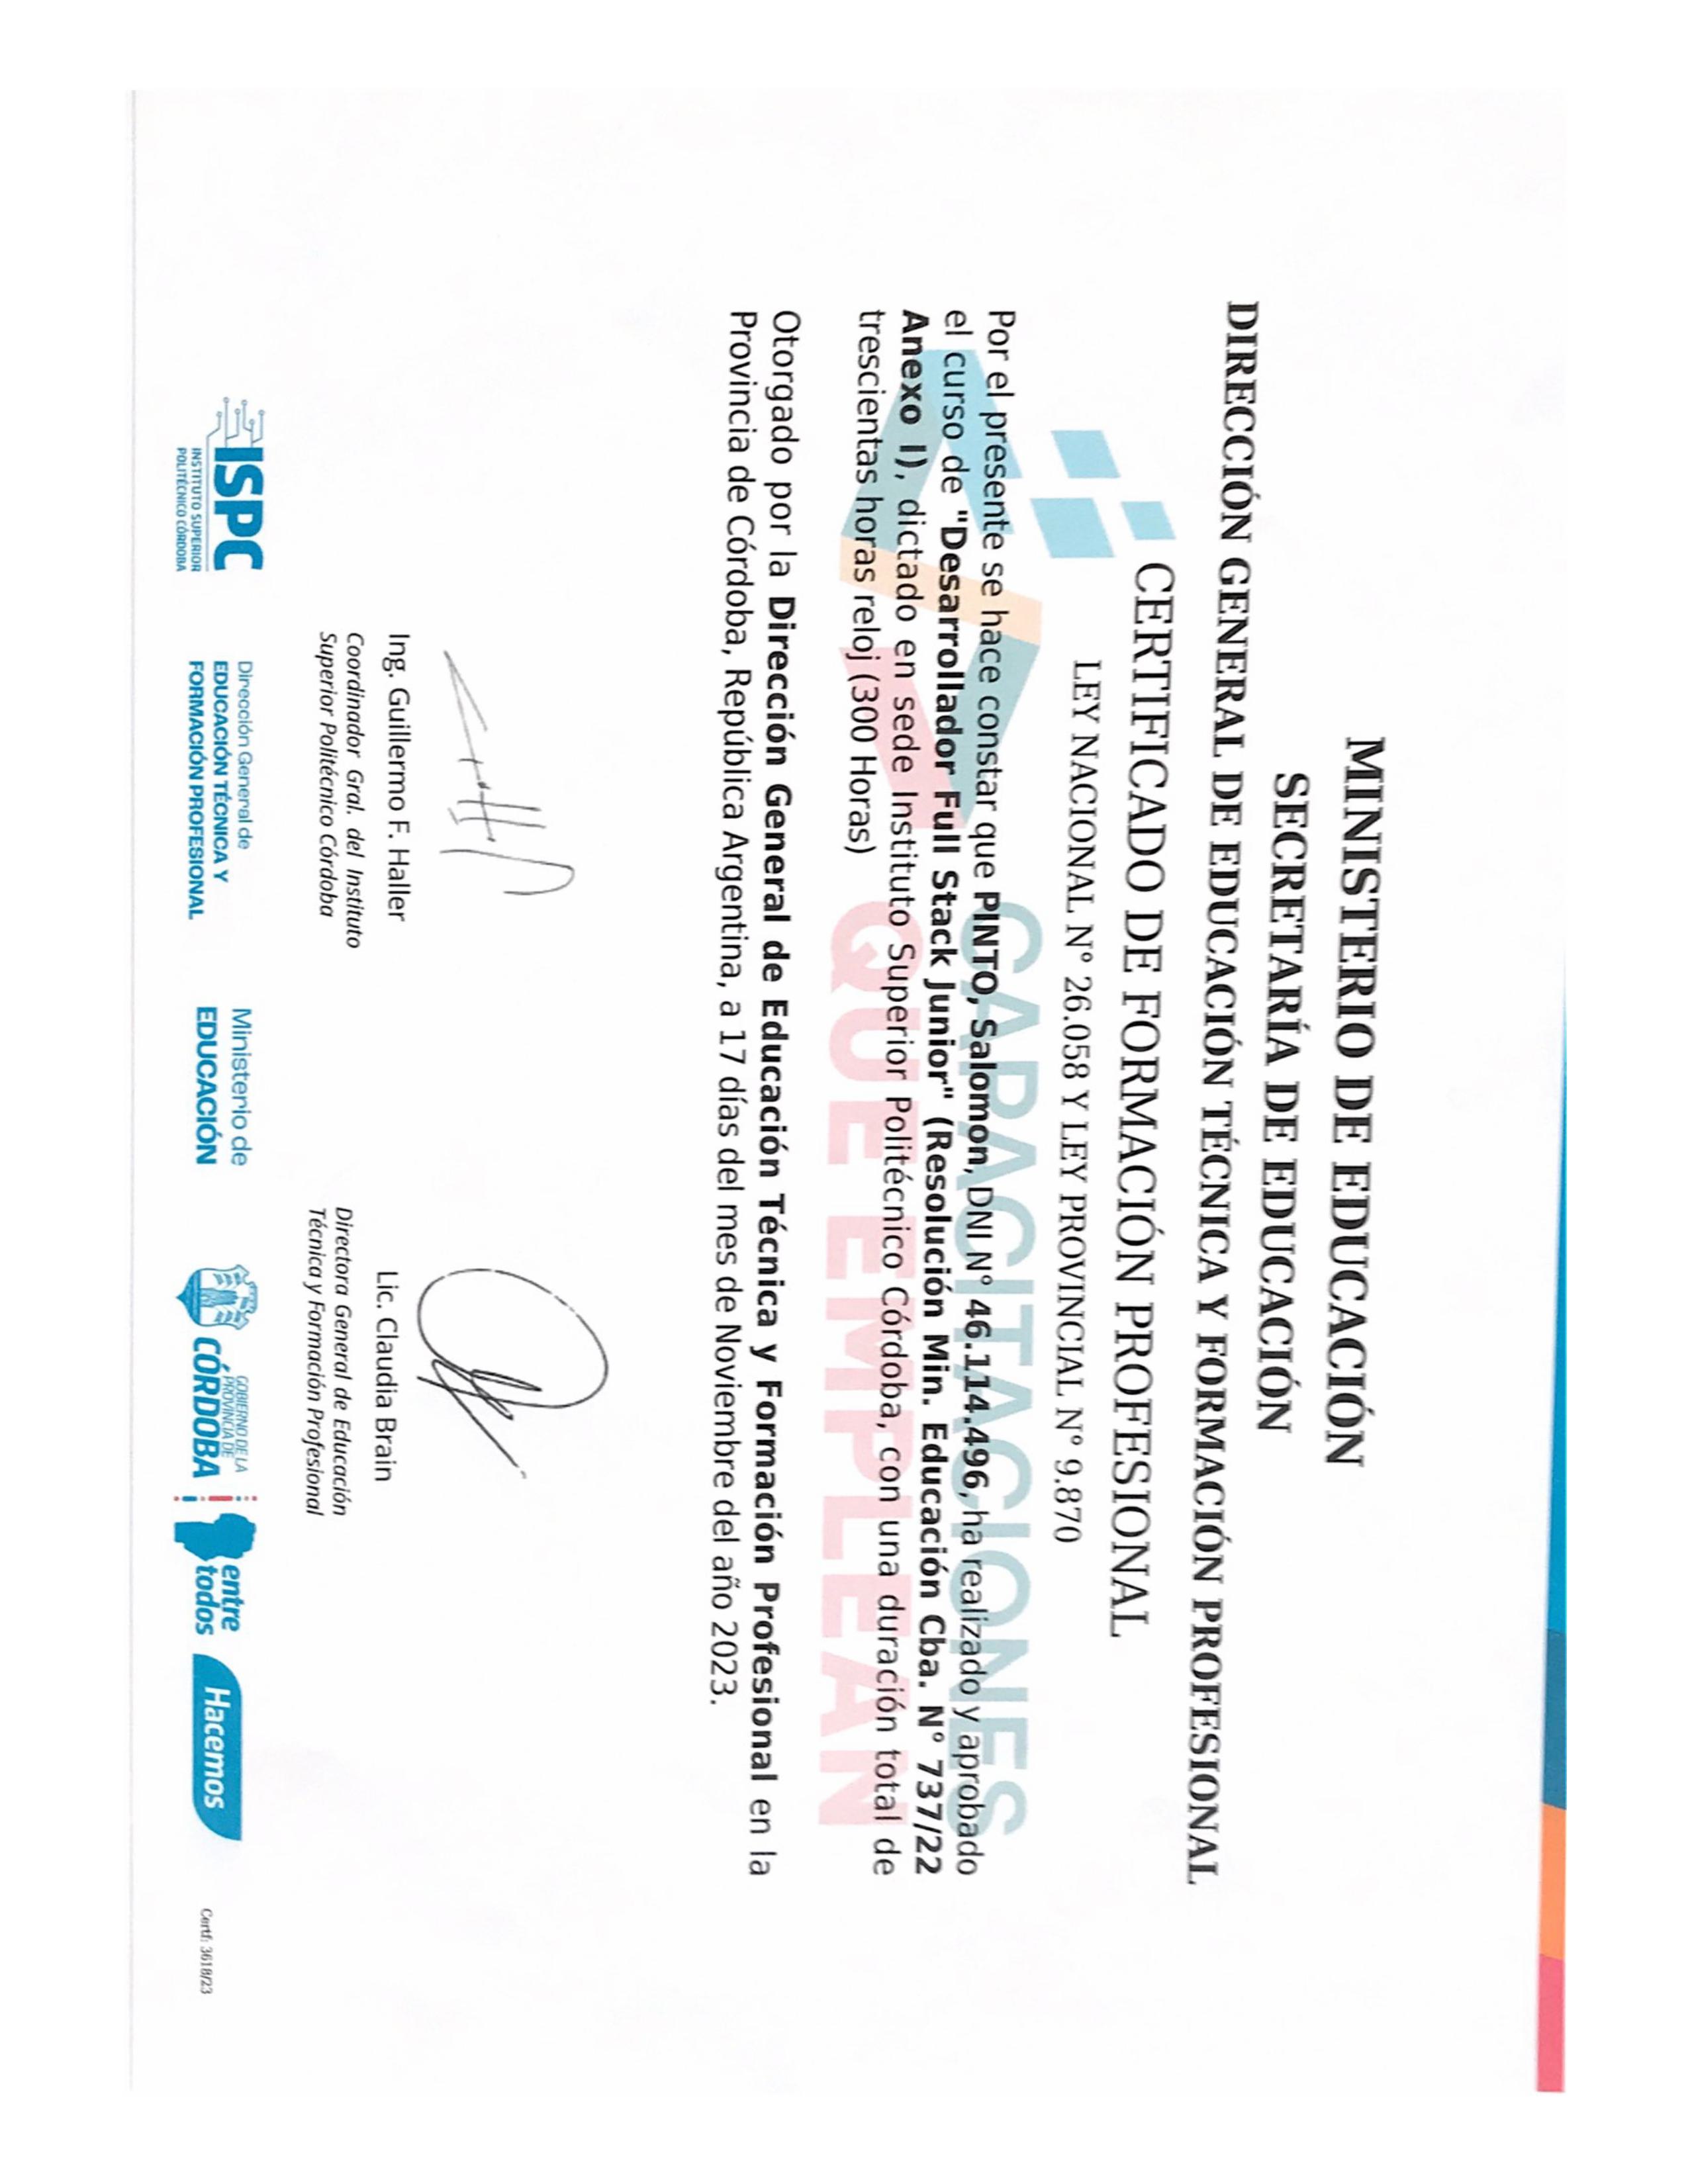 MINISTERIO DE EDUCACIÓN
SECRETARÍA DE EDUCACIÓN
DIRECCIÓN GENERAL DE EDUCACIÓN TÉCNICA Y FORMACIÓN PROFESIONAL
CERTIFICADO DE FORMACIÓN PROFESIONAL
LEY NACIONAL N° 26.058 Y LEY PROVINCIAL N° 9.870
CAPACITACIONES
QUE EMPLEAN
Por el presente se hace constar que PINTO, Salomon, DNI N° 46.114.496, ha realizado y aprobado
el curso de "Desarrollador Full Stack Junior" (Resolución Min. Educación Cba. N° 737/22
Anexo I), dictado en sede Instituto Superior Politécnico Córdoba, con una duración total de
trescientas horas reloj (300 Horas)
Otorgado por la Dirección General de Educación Técnica y Formación Profesional en la
Provincia de Córdoba, República Argentina, a 17 días del mes de Noviembre del año 2023.
Ing. Guillermo F. Haller
Coordinador Gral. del Instituto
Superior Politécnico Córdoba
Lic. Claudia Brain
Directora General de Educación
Técnica y Formación Profesional
ISPC
INSTITUTO SUPERIOR
POLITÉCNICO CÓRDOBA
Dirección General de
EDUCACIÓN TÉCNICA Y
FORMACIÓN PROFESIONAL
Ministerio de
EDUCACIÓN
GOBIERNO DE LA
PROVINCIA DE
CÓRDOBA
entre
todos
Hacemos
Certf: 3618/23